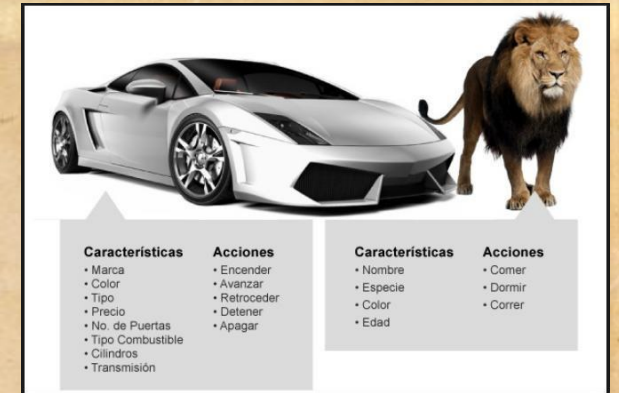 Características
• Marca
• Color
• Tipo
• Precio
• No. de Puertas
• Tipo Combustible
• Cilindros
• Transmisión
Acciones
• Encender
• Avanzar
• Retroceder
• Detener
• Apagar
Características
• Nombre
• Especie
• Color
• Edad
Acciones
• Comer
• Dormir
• Correr